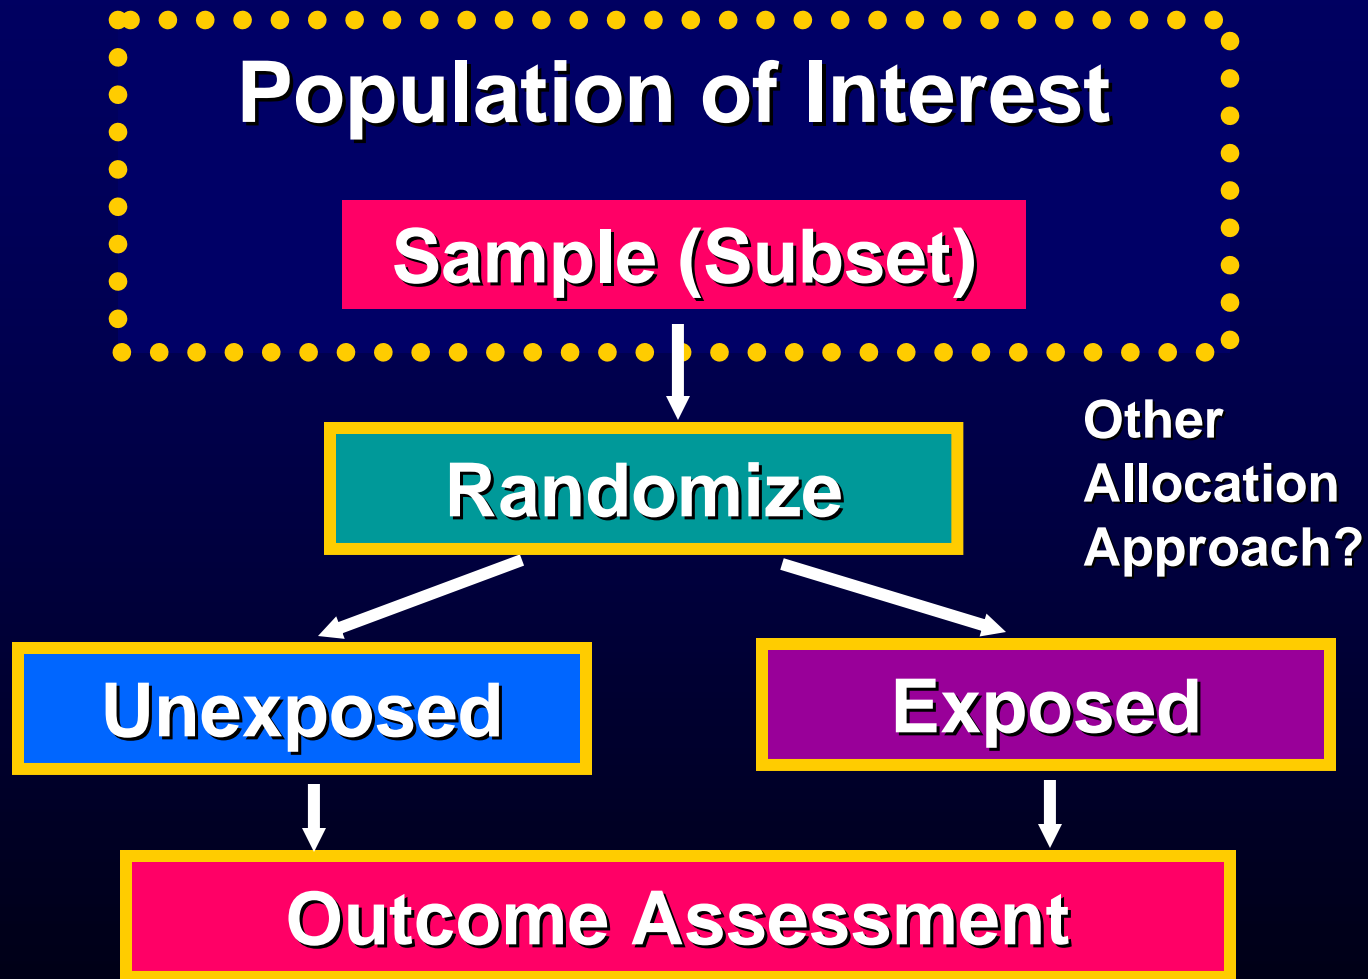 Population of Interest
Sample (Subset)
Randomize
Other
Allocation
Approach?
Unexposed
Exposed
Outcome Assessment